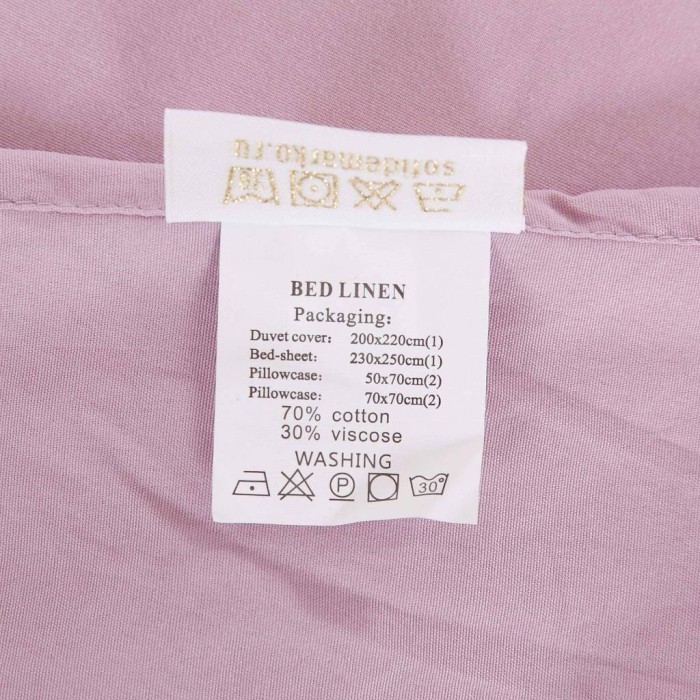 sofidemarko.ru
BED LINEN
Packaging:
Duvet cover: 200x220cm(1)
Bed-sheet: 230x250cm(1)
Pillowcase: 50x70cm(2)
Pillowcase: 70x70cm(2)
70% cotton
30% viscose
WASHING
P 30°